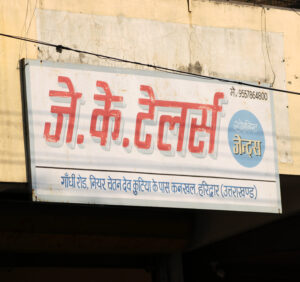 मो. 9557864800
जे. के. टेलर्स
जैन्ट्स
गाँधी रोड, नियर चेतन देव कुटिया के पास कनखल, हरिद्वार (उत्तराखण्ड)